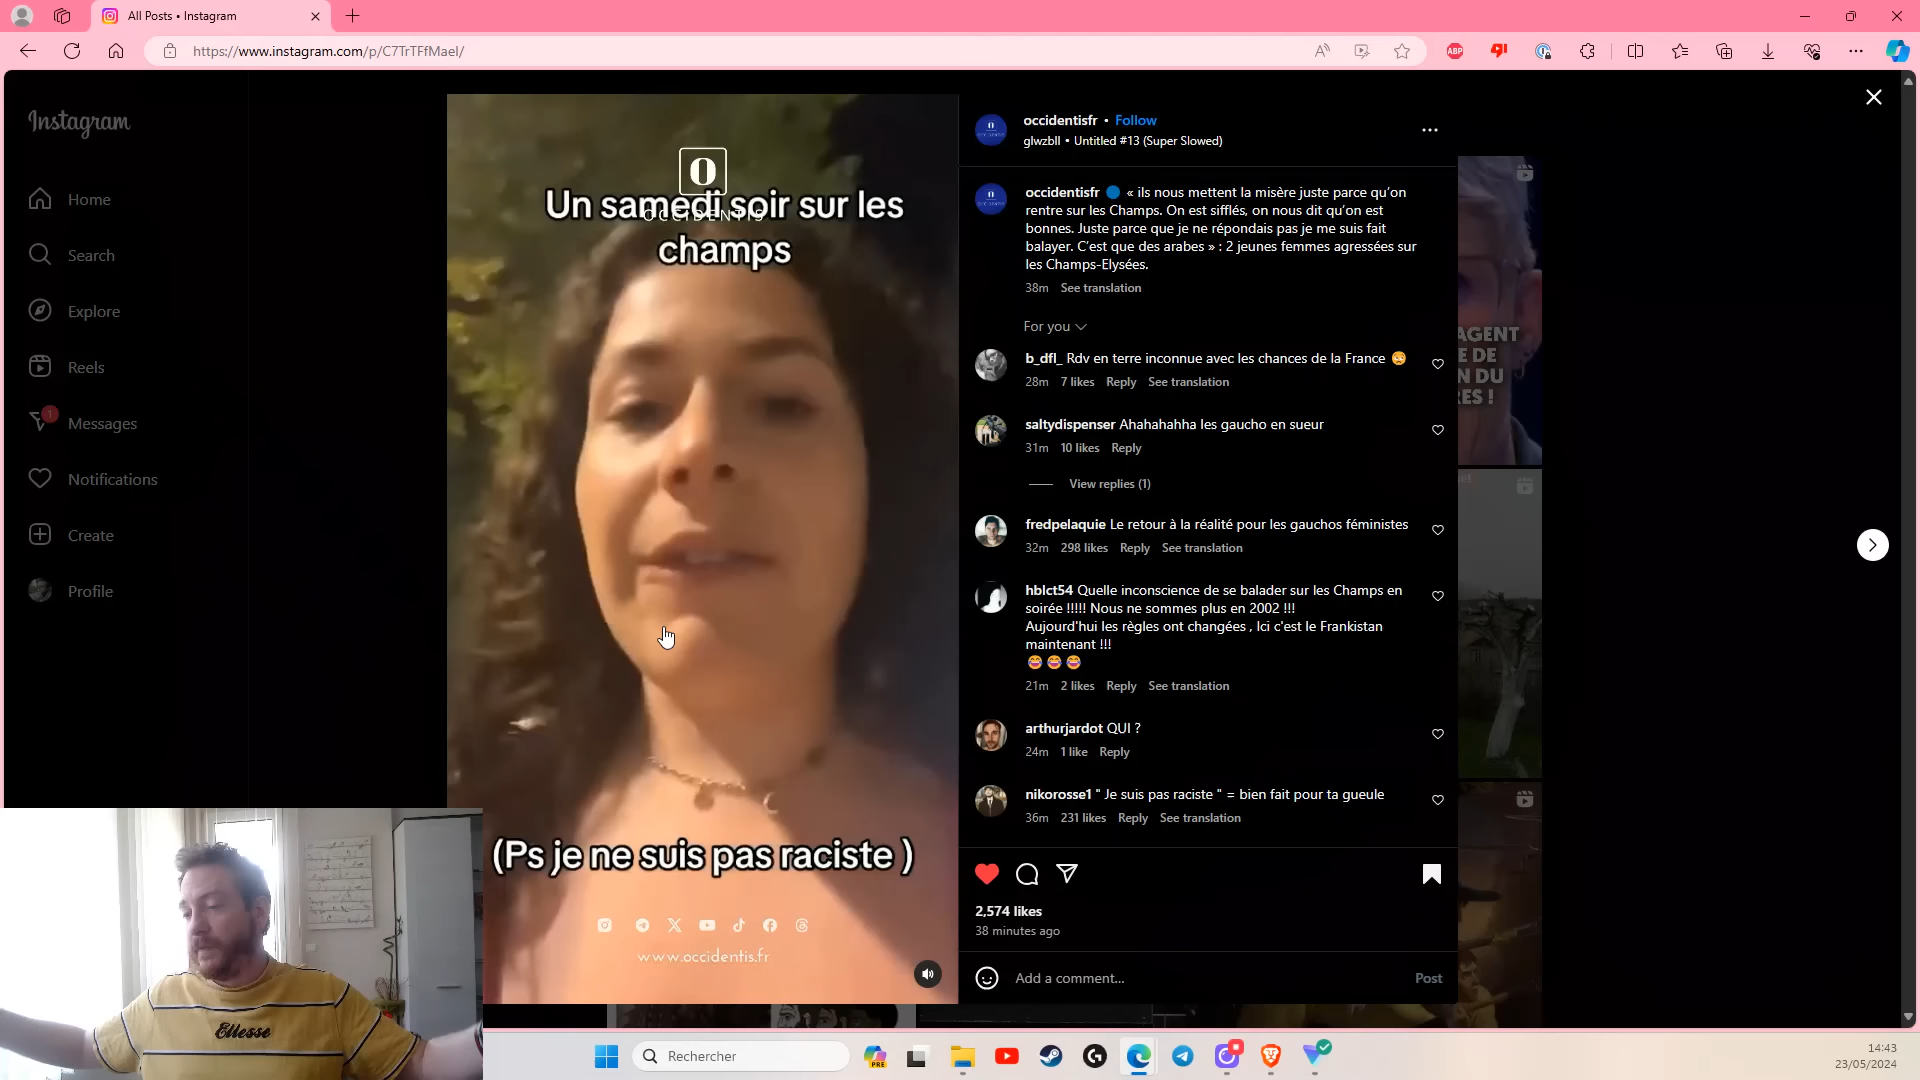 All Posts • Instagram
https://www.instagram.com/p/C7TrTFfMael/
ABP
Instagram
Home
Search
Explore
Reels
1
Messages
Notifications
Create
Profile
O
OCCIDENTIS
Un samedi soir sur les
champs
(Ps je ne suis pas raciste )
www.occidentis.fr
Ellesse
occidentisfr • Follow
glwzbll • Untitled #13 (Super Slowed)
occidentisfr 🔵 « ils nous mettent la misère juste parce qu'on
rentre sur les Champs. On est sifflés, on nous dit qu'on est
bonnes. Juste parce que je ne répondais pas je me suis fait
balayer. C'est que des arabes » : 2 jeunes femmes agressées sur
les Champs-Elysées.
38m See translation
For you
b_dfl_ Rdv en terre inconnue avec les chances de la France
28m 7 likes Reply See translation
saltydispenser Ahahahahha les gaucho en sueur
31m 10 likes Reply
View replies (1)
fredpelaquie Le retour à la réalité pour les gauchos féministes
32m 298 likes Reply See translation
hblct54 Quelle inconscience de se balader sur les Champs en
soirée !!!!! Nous ne sommes plus en 2002 !!!
Aujourd'hui les règles ont changées , Ici c'est le Frankistan
maintenant !!!
😂 😂 😂
21m 2 likes Reply See translation
arthurjardot QUI ?
24m 1 like Reply
nikorosse1 " Je suis pas raciste " = bien fait pour ta gueule
36m 231 likes Reply See translation
2,574 likes
38 minutes ago
Add a comment... Post
AGENT
E DE
N DU
RES !
Rechercher
PRE
14:43
23/05/2024